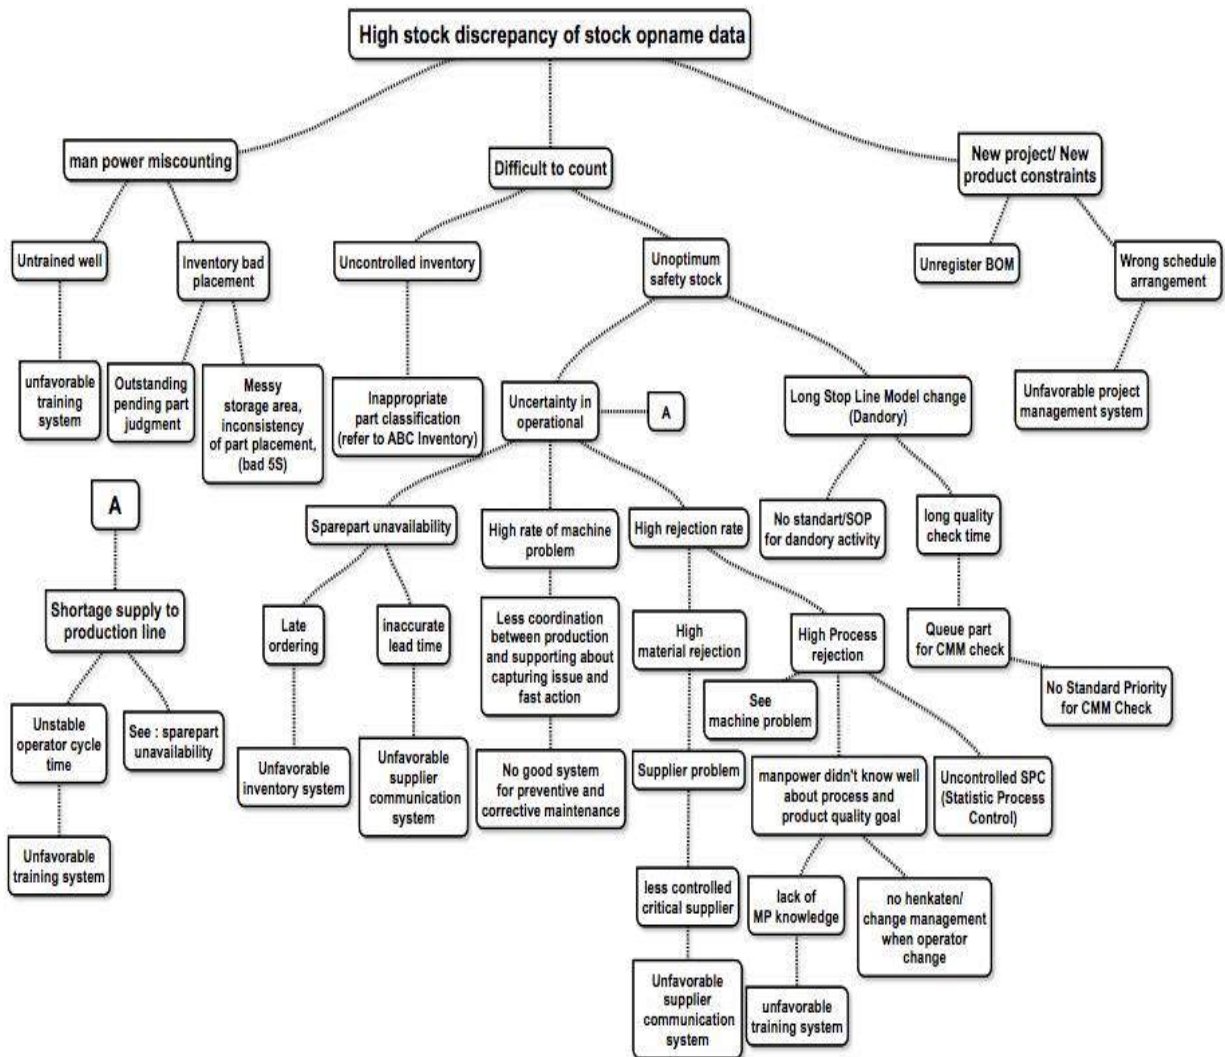 High stock discrepancy of stock opname data
man power miscounting
Difficult to count
New project/ New
product constraints
Untrained well
Inventory bad
placement
Uncontrolled inventory
Unoptimum
safety stock
Unregister BOM
Wrong schedule
arrangement
unfavorable
training
system
Outstanding
pending part
judgment
Messy
storage area,
inconsistency
of part placement,
(bad 5S)
Inappropriate
part classification
(refer to ABC Inventory)
Uncertainty in
operational
A
Long Stop Line Model change
(Dandory)
Unfavorable project
management system
A
Sparepart unavailability
High rate of machine
problem
High rejection rate
No standart/SOP
for dandory activity
long quality
check time
Shortage supply to
production line
Late
ordering
inaccurate
lead time
Less coordination
between production
and supporting about
capturing issue and
fast action
High
material rejection
High Process
rejection
Queue part
for CMM check
See
machine problem
No Standard Priority
for CMM Check
Unstable
operator cycle
time
See : sparepart
unavailability
Unfavorable
inventory system
Unfavorable
supplier
communication
system
No good system
for preventive and
corrective maintenance
Supplier problem
manpower didn't know well
about process and
product quality goal
Uncontrolled SPC
(Statistic Process
Control)
Unfavorable
training system
less controlled
critical supplier
lack of
MP knowledge
no henkaten/
change management
when operator
change
Unfavorable
supplier
communication
system
unfavorable
training system